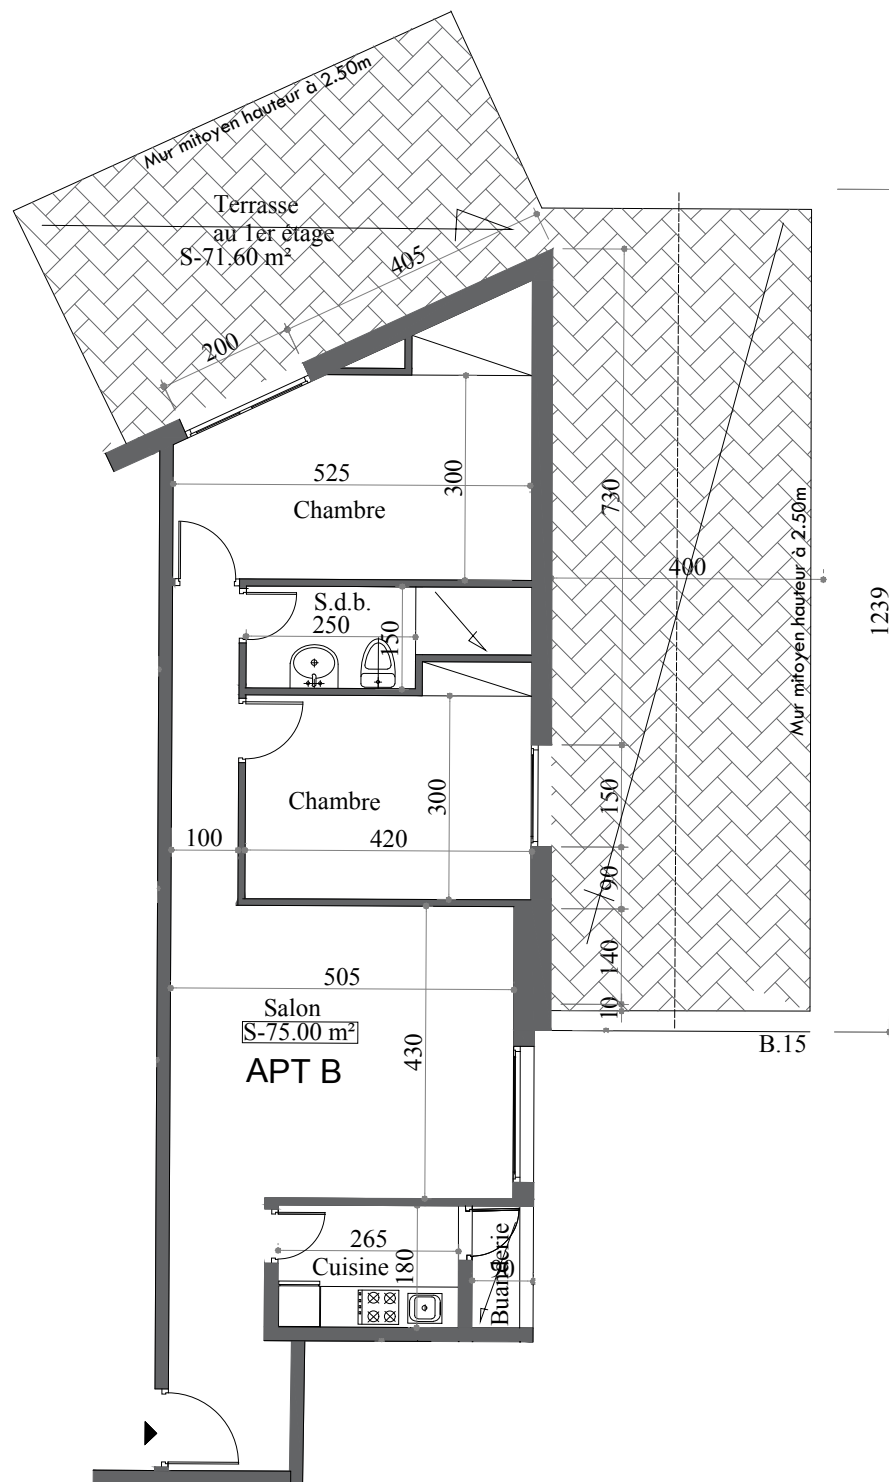 Mur mitoyen hauteur à 2.50m
Terrasse
au 1er étage
S-71.60 m²
405
200
525
300
Chambre
730
400
Mur mitoyen hauteur à 2.50m
1239
S.d.b.
250
150
Chambre
300
150
100
420
90
505
140
Salon
10
S-75.00 m²
430
B.15
APT B
265
Cuisine
180
Buanderie
90